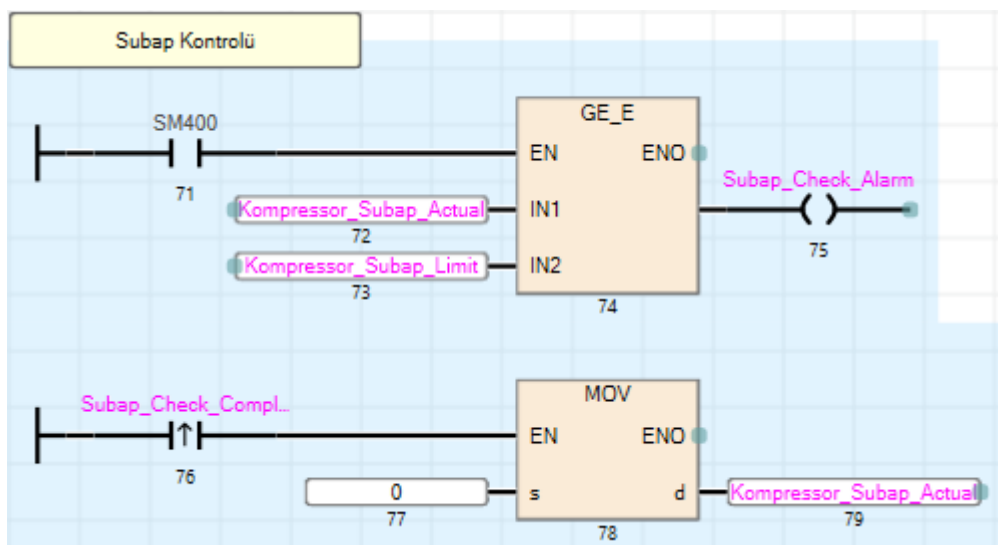 Subap Kontrolü
SM400
71
GE_E
EN ENO
Kompressor_Subap_Actual IN1
72
Kompressor_Subap_Limit IN2
73
74
Subap_Check_Alarm
75
Subap_Check_Compl...
76
MOV
EN ENO
0 s d Kompressor_Subap_Actual
77
78
79